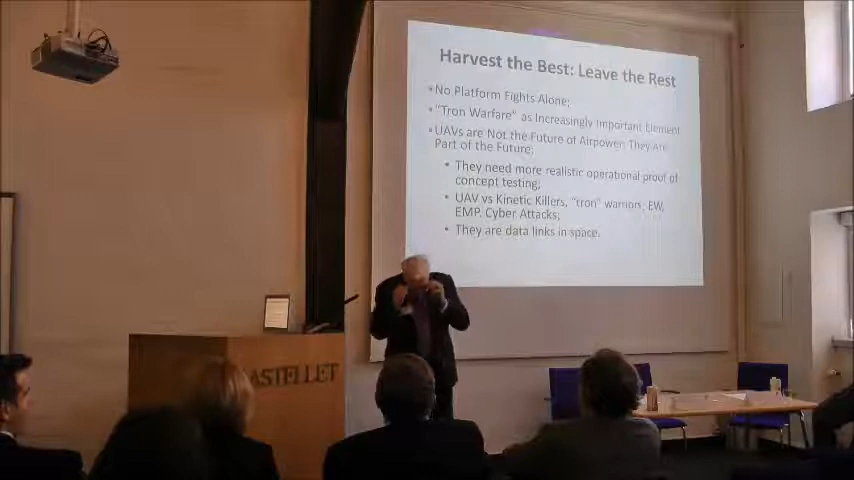 Harvest the Best: Leave the Rest
•No Platform Fights Alone;
•"Tron Warfare" as Increasingly Important Element
•UAVs are Not the Future of Airpower; They Are
Part of the Future;
• They need more realistic operational proof of
concept testing;
• UAV vs Kinetic Killers, "tron" warriors, EW,
EMP, Cyber Attacks;
• They are data links in space.
ASTELLET